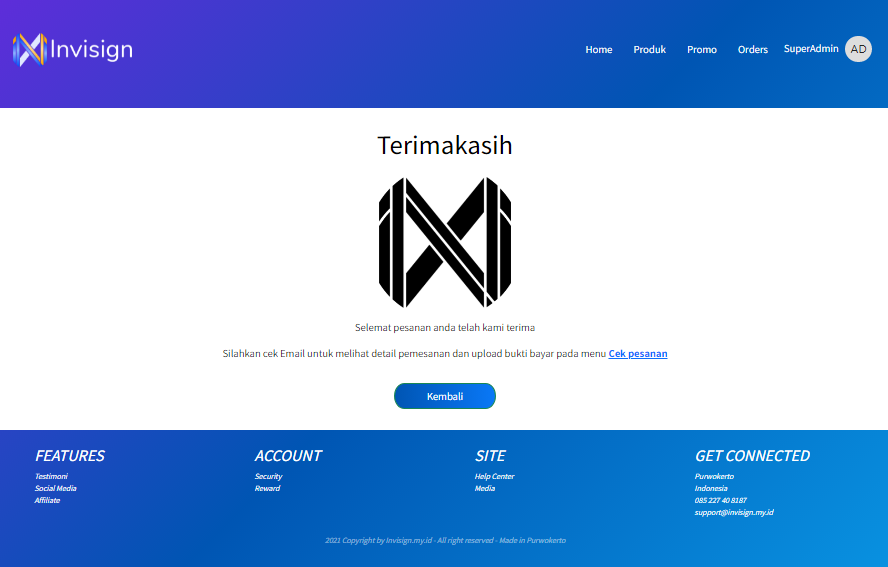 Invisign
Home Produk Promo Orders SuperAdmin AD
Terimakasih
Selemat pesanan anda telah kami terima
Silahkan cek Email untuk melihat detail pemesanan dan upload bukti bayar pada menu Cek pesanan
Kembali
FEATURES
Testimoni
Social Media
Affiliate
ACCOUNT
Security
Reward
SITE
Help Center
Media
GET CONNECTED
Purwokerto
Indonesia
085 227 40 8187
support@invisign.my.id
2021 Copyright by Invisign.my.id - All right reserved - Made in Purwokerto